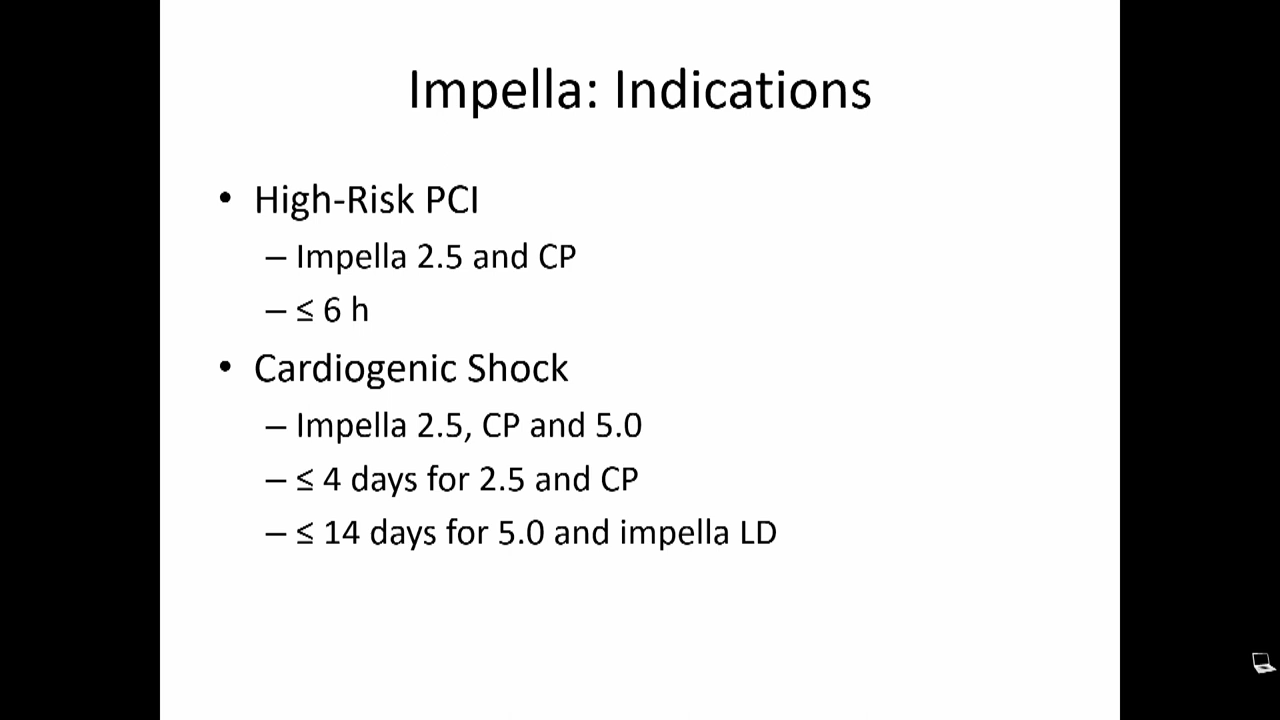 Impella: Indications
• High-Risk PCI
– Impella 2.5 and CP
– ≤ 6 h
• Cardiogenic Shock
– Impella 2.5, CP and 5.0
– ≤ 4 days for 2.5 and CP
– ≤ 14 days for 5.0 and impella LD